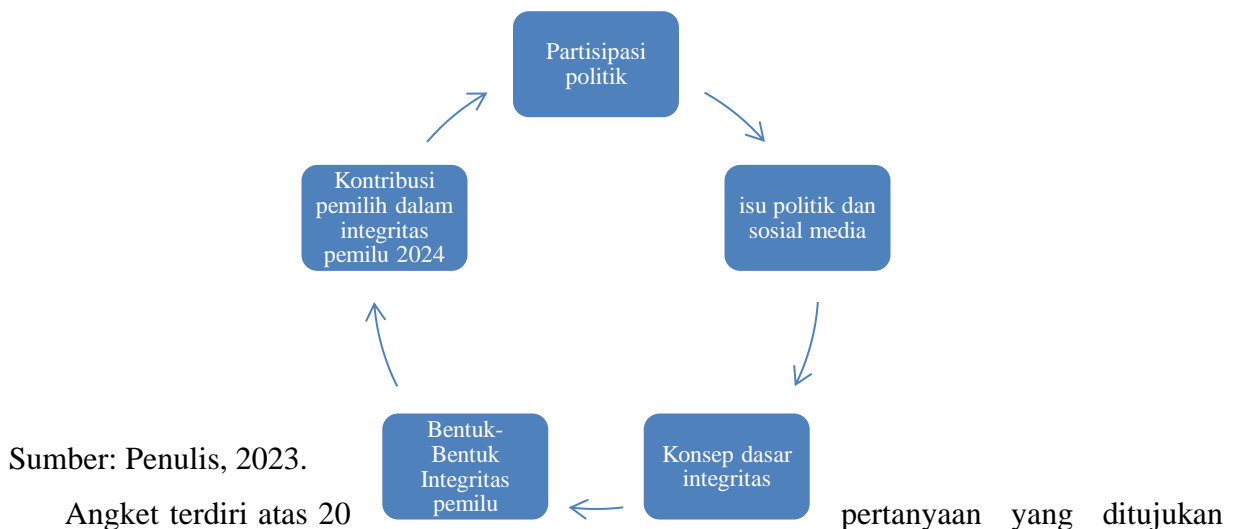 Partisipasi
politik
isu politik dan
sosial media
Konsep dasar
integritas
Bentuk-
Bentuk
Integritas
pemilu
Kontribusi
pemilih dalam
integritas
pemilu 2024
Sumber: Penulis, 2023.
Angket terdiri atas 20 pertanyaan yang ditujukan